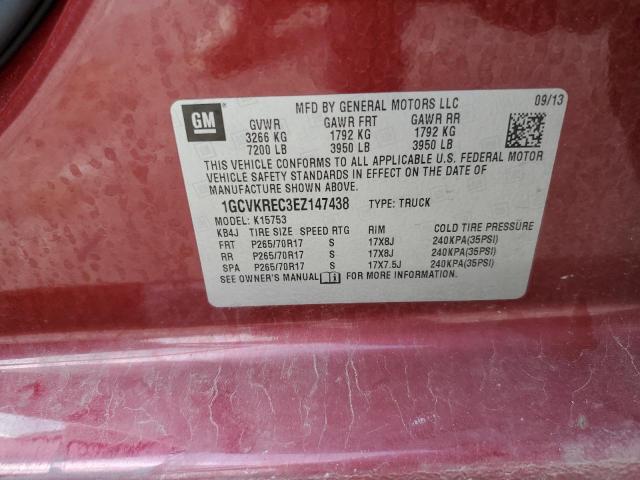 GM
MFD BY GENERAL MOTORS LLC 09/13
GVWR GAWR FRT GAWR RR
3266 KG 1792 KG 1792 KG
7200 LB 3950 LB 3950 LB
THIS VEHICLE CONFORMS TO ALL APPLICABLE U.S. FEDERAL MOTOR
VEHICLE SAFETY STANDARDS IN EFFECT ON THE DATE OF
MANUFACTURE SHOWN ABOVE.
1GCVKREC3EZ147438 TYPE: TRUCK
MODEL: K15753
KB4J TIRE SIZE SPEED RTG RIM COLD TIRE PRESSURE
FRT P265/70R17 S 17X8J 240KPA(35PSI)
RR P265/70R17 S 17X8J 240KPA(35PSI)
SPA P265/70R17 S 17X7.5J 240KPA(35PSI)
SEE OWNER'S MANUAL FOR MORE INFORMATION.